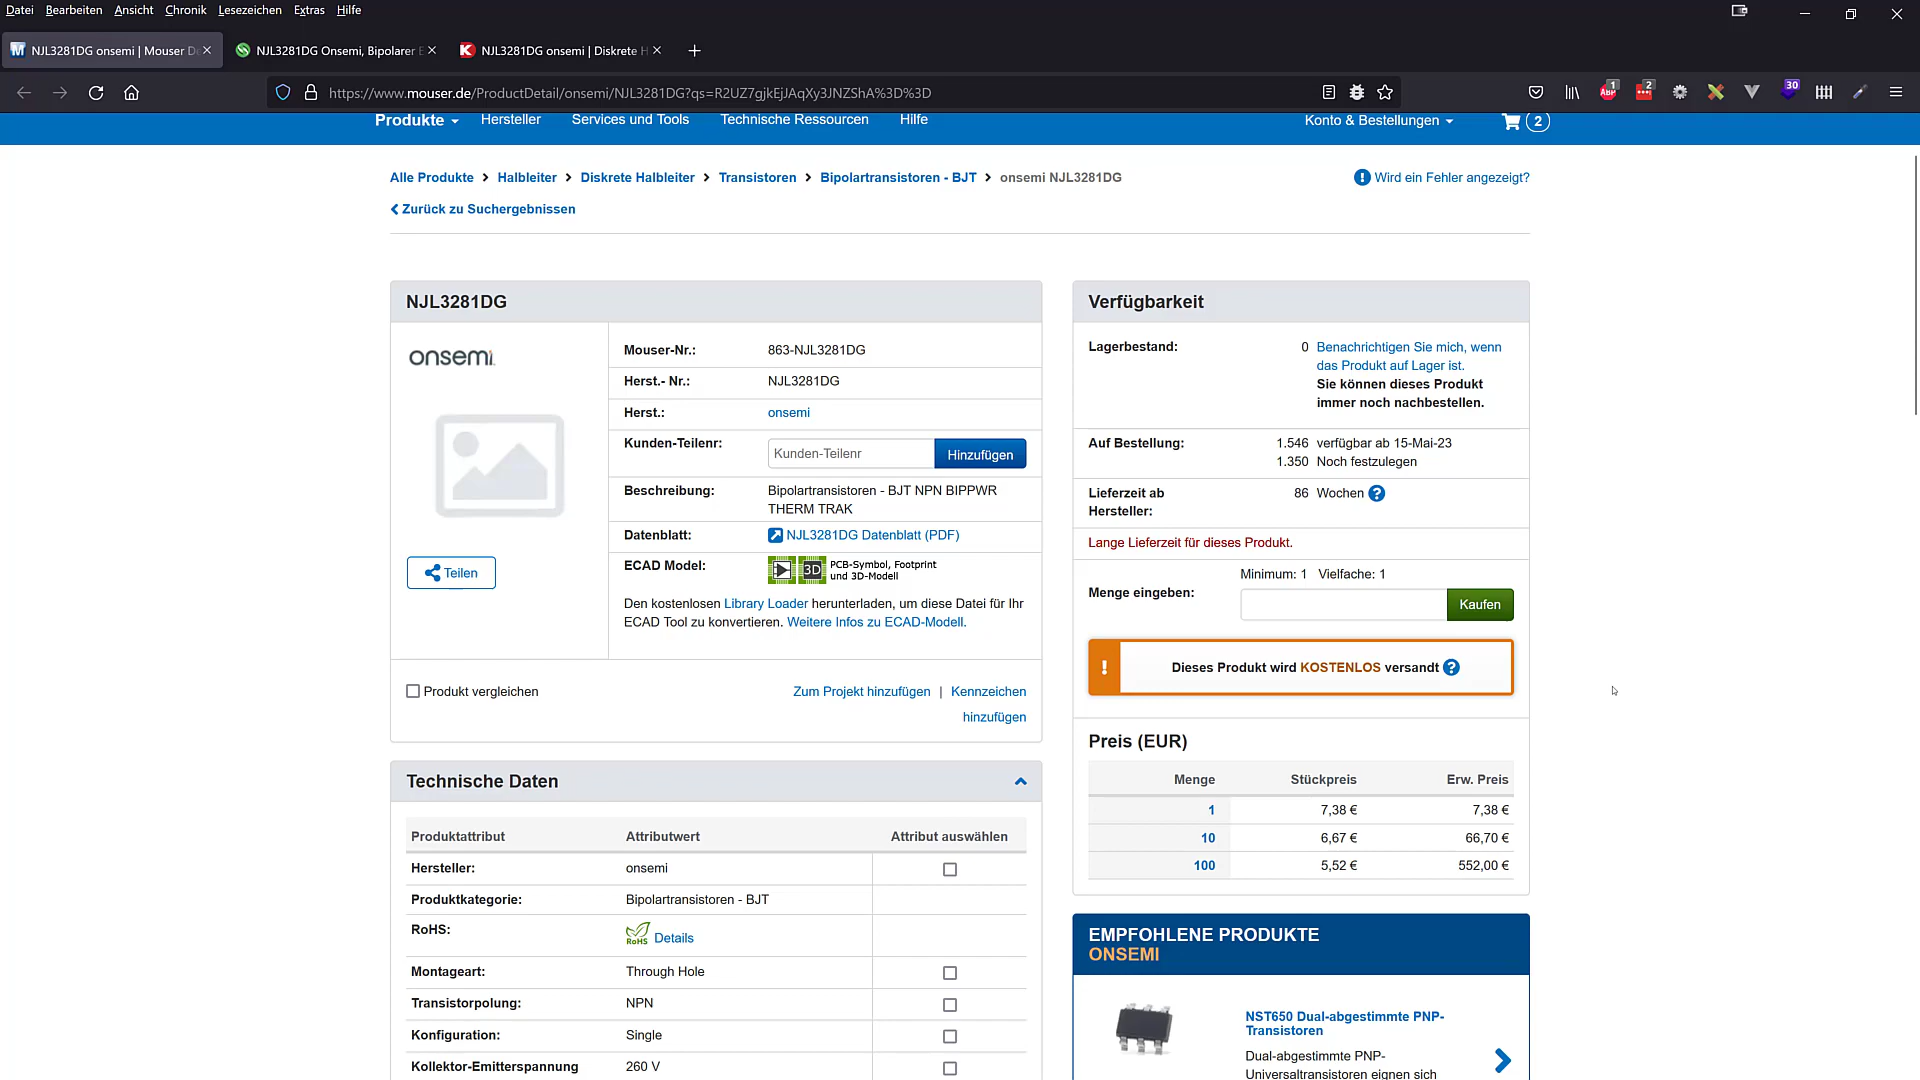 Datei Bearbeiten Ansicht Chronik Lesezeichen Extras Hilfe
NJL3281DG onsemi | Mouser De
NJL3281DG Onsemi, Bipolarer
NJL3281DG onsemi | Diskrete H
https://www.mouser.de/ProductDetail/onsemi/NJL3281DG?qs=R2UZ7gjkEjJAqXy3JNZShA%3D%3D
ABP 1 2 30
Produkte Hersteller Services und Tools Technische Ressourcen Hilfe Konto & Bestellungen 2
Alle Produkte > Halbleiter > Diskrete Halbleiter > Transistoren > Bipolartransistoren - BJT > onsemi NJL3281DG
Wird ein Fehler angezeigt?
Zurück zu Suchergebnissen
NJL3281DG
onsemi
Teilen
Mouser-Nr.: 863-NJL3281DG
Herst.- Nr.: NJL3281DG
Herst.: onsemi
Kunden-Teilenr: Kunden-Teilenr Hinzufügen
Beschreibung: Bipolartransistoren - BJT NPN BIPPWR
THERM TRAK
Datenblatt: NJL3281DG Datenblatt (PDF)
ECAD Model: 3D PCB-Symbol, Footprint
und 3D-Modell
Den kostenlosen Library Loader herunterladen, um diese Datei für Ihr
ECAD Tool zu konvertieren. Weitere Infos zu ECAD-Modell.
Produkt vergleichen
Zum Projekt hinzufügen | Kennzeichen
hinzufügen
Technische Daten
Produktattribut Attributwert Attribut auswählen
Hersteller: onsemi
Produktkategorie: Bipolartransistoren - BJT
RoHS: RoHS Details
Montageart: Through Hole
Transistorpolung: NPN
Konfiguration: Single
Kollektor-Emitterspannung 260 V
Verfügbarkeit
Lagerbestand: 0 Benachrichtigen Sie mich, wenn
das Produkt auf Lager ist.
Sie können dieses Produkt
immer noch nachbestellen.
Auf Bestellung: 1.546 verfügbar ab 15-Mai-23
1.350 Noch festzulegen
Lieferzeit ab 86 Wochen ?
Hersteller:
Lange Lieferzeit für dieses Produkt.
Minimum: 1 Vielfache: 1
Menge eingeben: Kaufen
! Dieses Produkt wird KOSTENLOS versandt ?
Preis (EUR)
Menge Stückpreis Erw. Preis
1 7,38 € 7,38 €
10 6,67 € 66,70 €
100 5,52 € 552,00 €
EMPFOHLENE PRODUKTE
ONSEMI
NST650 Dual-abgestimmte PNP-
Transistoren
Dual-abgestimmte PNP-
Universaltransistoren eignen sich